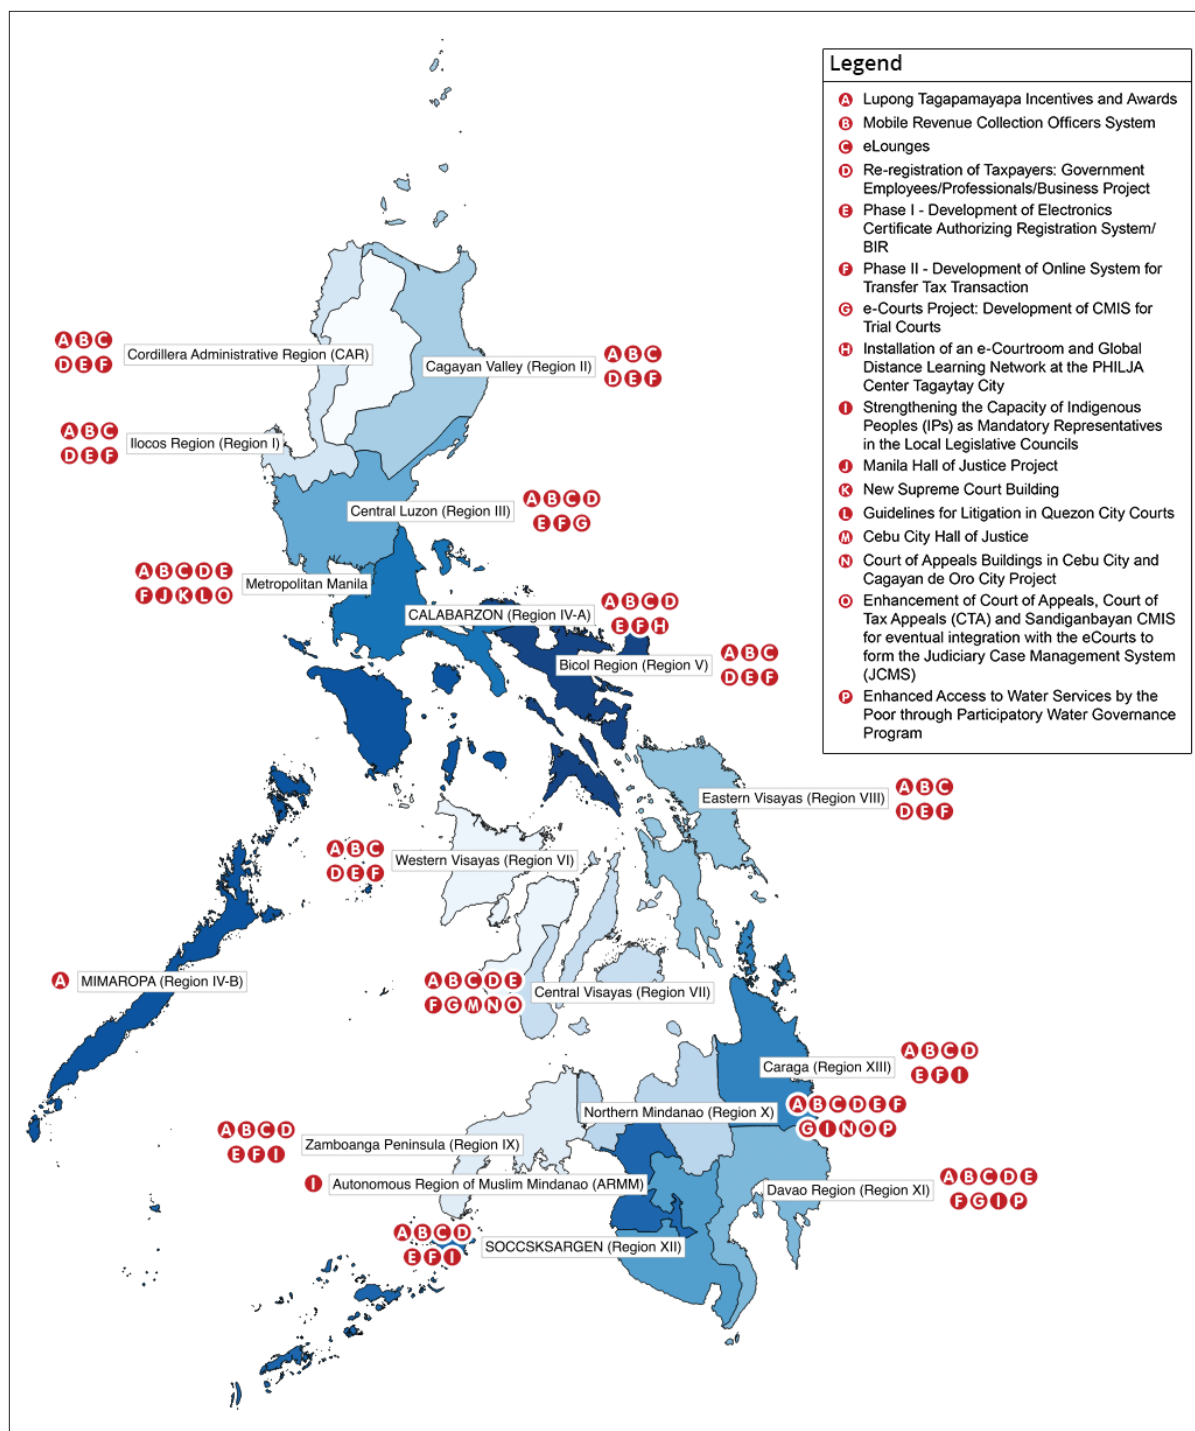 Legend
A Lupong Tagapamayapa Incentives and Awards
B Mobile Revenue Collection Officers System
C eLounges
D Re-registration of Taxpayers: Government
Employees/Professionals/Business Project
E Phase I - Development of Electronics
Certificate Authorizing Registration System/
BIR
F Phase II - Development of Online System for
Transfer Tax Transaction
G e-Courts Project: Development of CMIS for
Trial Courts
H Installation of an e-Courtroom and Global
Distance Learning Network at the PHILJA
Center Tagaytay City
I Strengthening the Capacity of Indigenous
Peoples (IPs) as Mandatory Representatives
in the Local Legislative Councils
J Manila Hall of Justice Project
K New Supreme Court Building
L Guidelines for Litigation in Quezon City Courts
M Cebu City Hall of Justice
N Court of Appeals Buildings in Cebu City and
Cagayan de Oro City Project
O Enhancement of Court of Appeals, Court of
Tax Appeals (CTA) and Sandiganbayan CMIS
for eventual integration with the eCourts to
form the Judiciary Case Management System
(JCMS)
P Enhanced Access to Water Services by the
Poor through Participatory Water Governance
Program
A B C
D E F
Cordillera Administrative Region (CAR)
Cagayan Valley (Region II)
A B C
D E F
A B C
D E F
Ilocos Region (Region I)
Central Luzon (Region III)
A B C D
E F G
A B C D E
F J K L O
Metropolitan Manila
CALABARZON (Region IV-A)
A B C D
E F H
Bicol Region (Region V)
A B C
D E F
Eastern Visayas (Region VIII)
A B C
D E F
A B C
D E F
Western Visayas (Region VI)
A MIMAROPA (Region IV-B)
A B C D E
F G M N O
Central Visayas (Region VII)
Caraga (Region XIII)
A B C D
E F I
Northern Mindanao (Region X)
A B C D E F
G I N O P
A B C D
E F I
Zamboanga Peninsula (Region IX)
I Autonomous Region of Muslim Mindanao (ARMM)
Davao Region (Region XI)
A B C D E
F G I P
A B C D
E F I
SOCCSKSARGEN (Region XII)